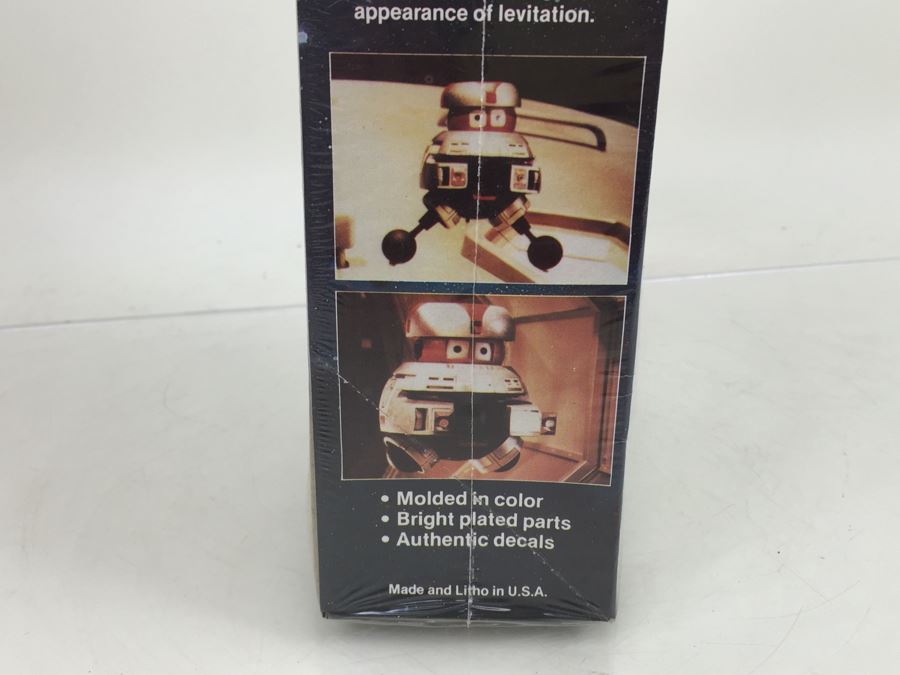 appearance of levitation.
• Molded in color
• Bright plated parts
• Authentic decals
Made and Litho in U.S.A.